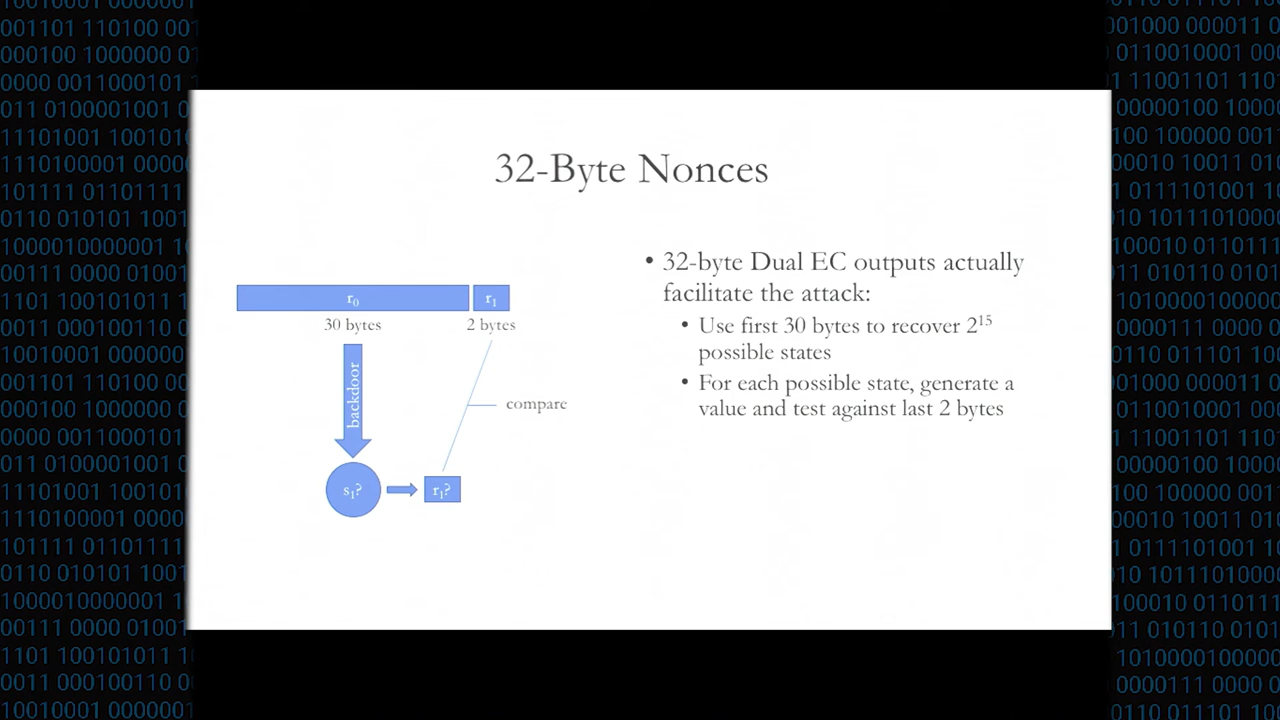 32-Byte Nonces
r₀
r₁
30 bytes
2 bytes
backdoor
compare
s₁?
r₁?
• 32-byte Dual EC outputs actually
facilitate the attack:
• Use first 30 bytes to recover 2¹⁵
possible states
• For each possible state, generate a
value and test against last 2 bytes